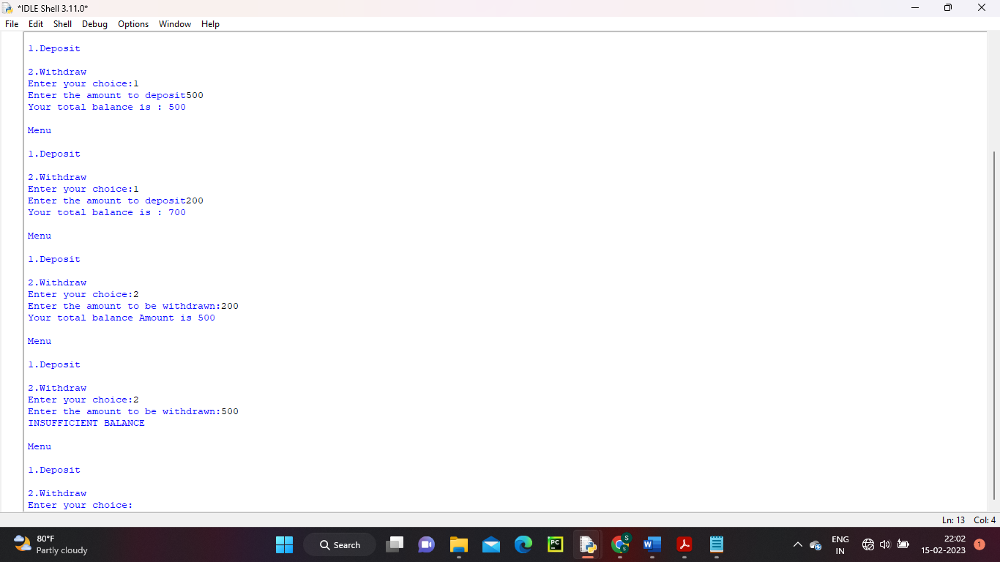 *IDLE Shell 3.11.0*
File Edit Shell Debug Options Window Help
1.Deposit
2.Withdraw
Enter your choice:1
Enter the amount to deposit500
Your total balance is : 500
Menu
1.Deposit
2.Withdraw
Enter your choice:1
Enter the amount to deposit200
Your total balance is : 700
Menu
1.Deposit
2.Withdraw
Enter your choice:2
Enter the amount to be withdrawn:200
Your total balance Amount is 500
Menu
1.Deposit
2.Withdraw
Enter your choice:2
Enter the amount to be withdrawn:500
INSUFFICIENT BALANCE
Menu
1.Deposit
2.Withdraw
Enter your choice:
Ln: 13 Col: 4
80°F
Partly cloudy
Search
PC
S
S
W
ENG
IN
22:02
15-02-2023
1